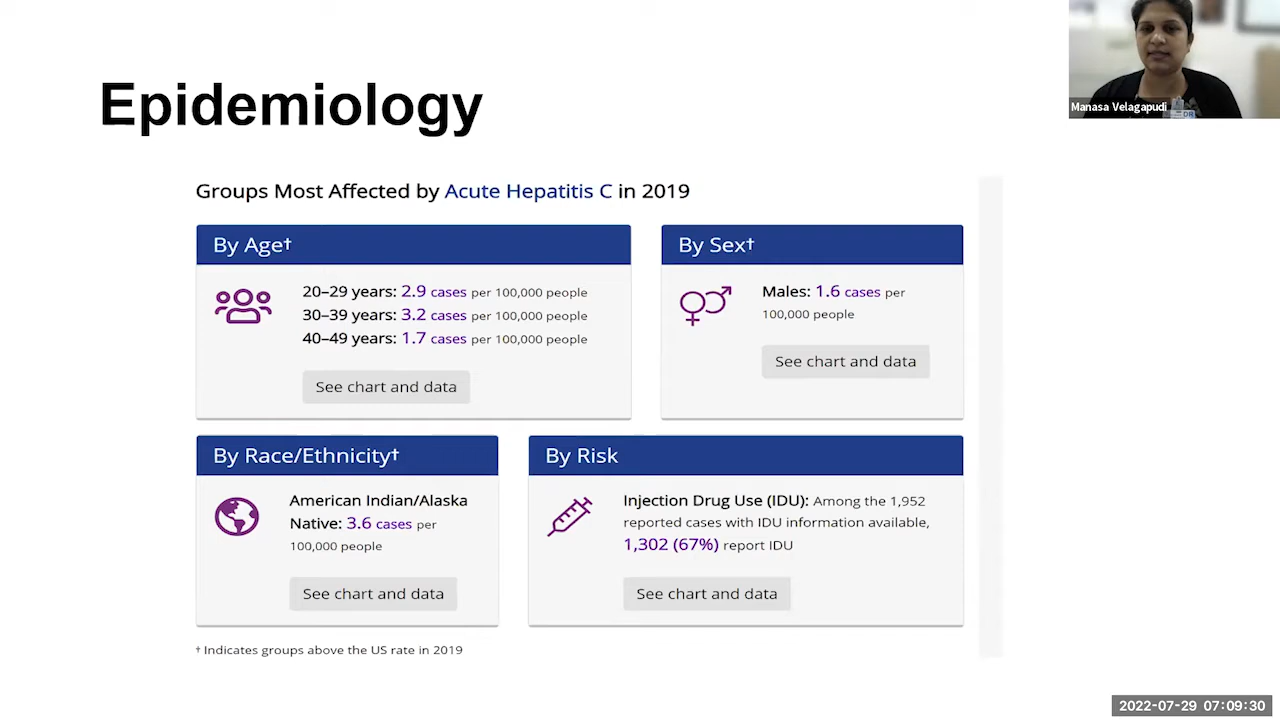 Manasa Velagapudi
DR
Epidemiology
Groups Most Affected by Acute Hepatitis C in 2019
By Age†
20–29 years: 2.9 cases per 100,000 people
30–39 years: 3.2 cases per 100,000 people
40–49 years: 1.7 cases per 100,000 people
See chart and data
By Sex†
Males: 1.6 cases per
100,000 people
See chart and data
By Race/Ethnicity†
American Indian/Alaska
Native: 3.6 cases per
100,000 people
See chart and data
By Risk
Injection Drug Use (IDU): Among the 1,952
reported cases with IDU information available,
1,302 (67%) report IDU
See chart and data
† Indicates groups above the US rate in 2019
2022-07-29 07:09:30